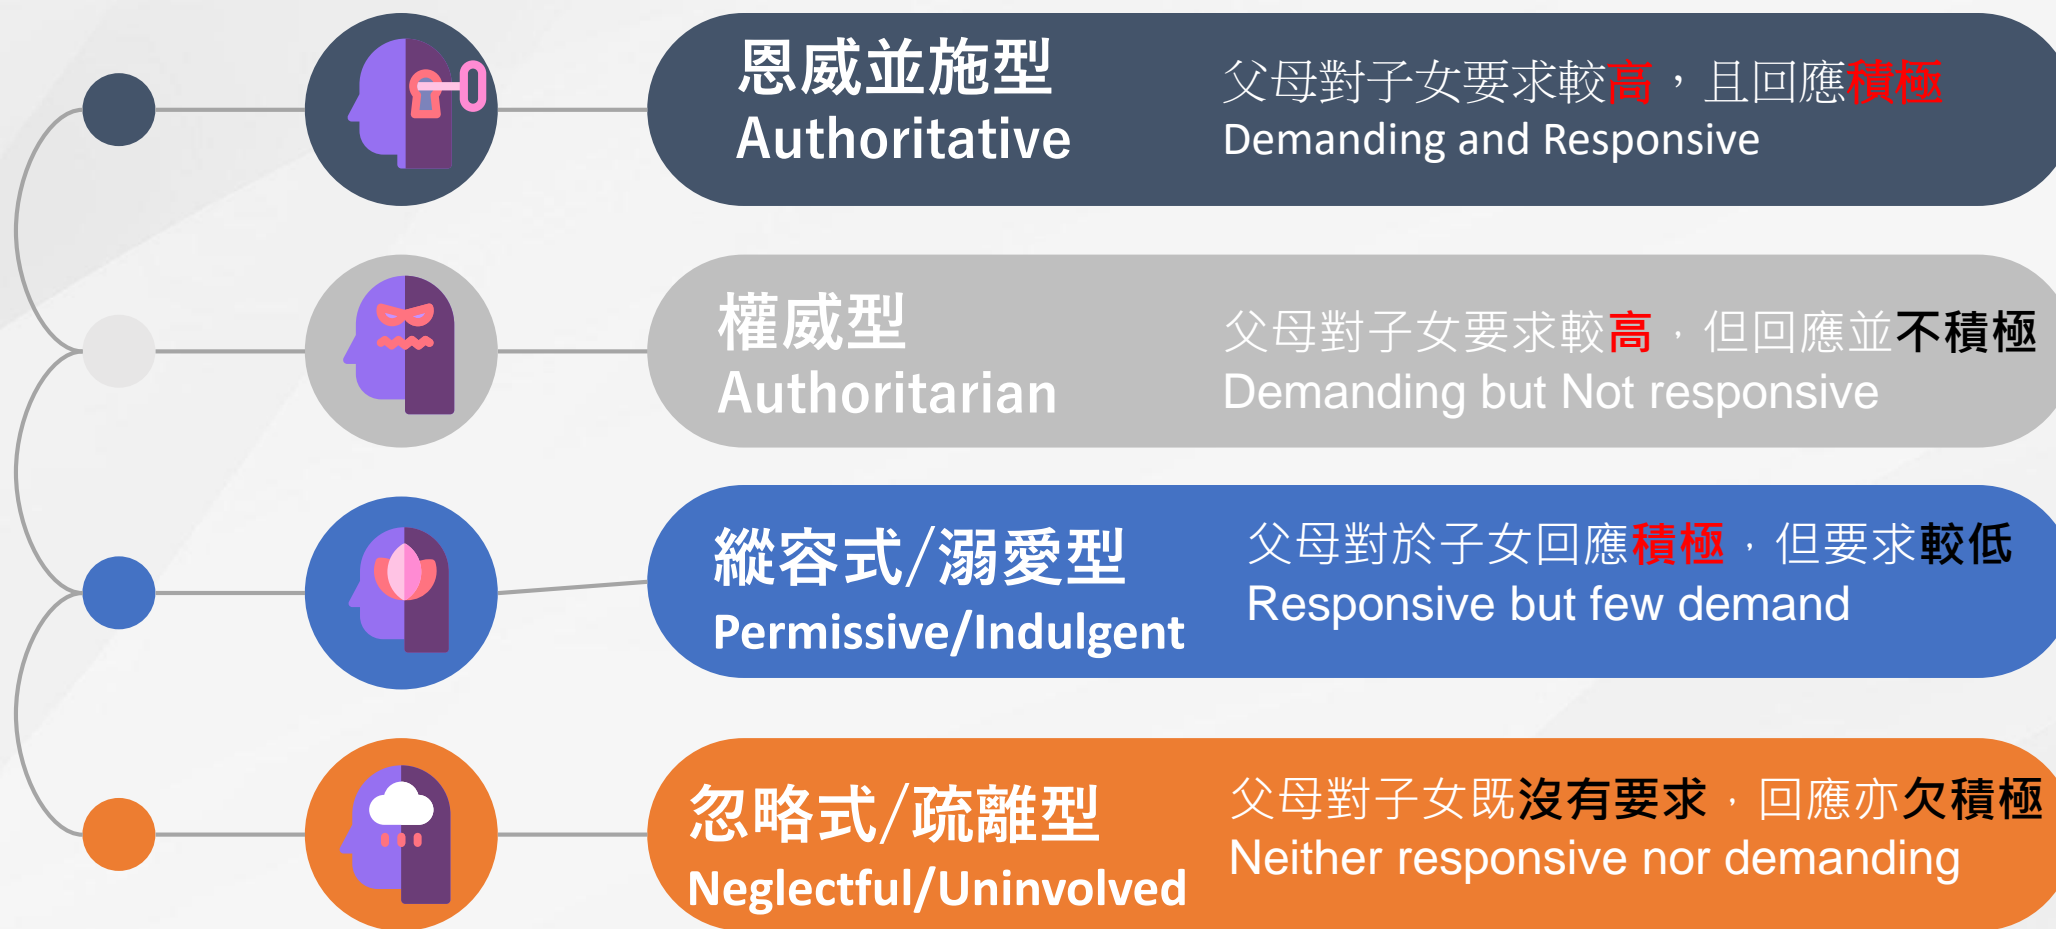 恩威並施型
Authoritative
父母對子女要求較高，且回應積極
Demanding and Responsive
權威型
Authoritarian
父母對子女要求較高，但回應並不積極
Demanding but Not responsive
縱容式/溺愛型
Permissive/Indulgent
父母對於子女回應積極，但要求較低
Responsive but few demand
忽略式/疏離型
Neglectful/Uninvolved
父母對子女既沒有要求，回應亦欠積極
Neither responsive nor demanding